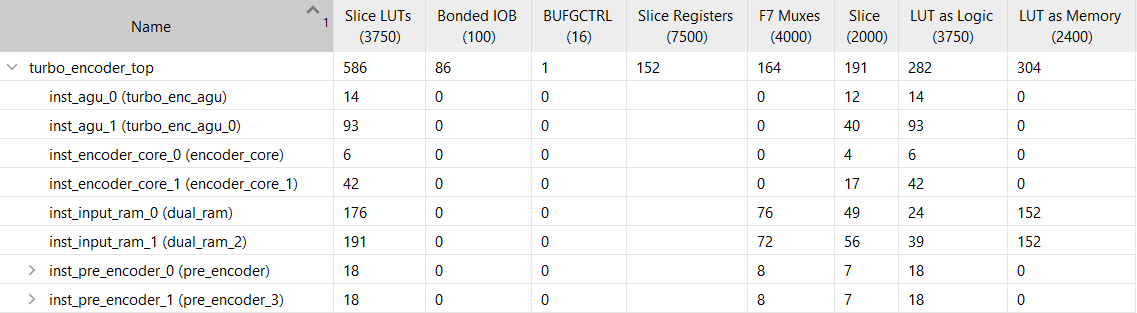 Name 1 Slice LUTs (3750) Bonded IOB (100) BUFGCTRL (16) Slice Registers (7500) F7 Muxes (4000) Slice (2000) LUT as Logic (3750) LUT as Memory (2400)
turbo_encoder_top 586 86 1 152 164 191 282 304
inst_agu_0 (turbo_enc_agu) 14 0 0 0 12 14 0
inst_agu_1 (turbo_enc_agu_0) 93 0 0 0 40 93 0
inst_encoder_core_0 (encoder_core) 6 0 0 0 4 6 0
inst_encoder_core_1 (encoder_core_1) 42 0 0 0 17 42 0
inst_input_ram_0 (dual_ram) 176 0 0 76 49 24 152
inst_input_ram_1 (dual_ram_2) 191 0 0 72 56 39 152
inst_pre_encoder_0 (pre_encoder) 18 0 0 8 7 18 0
inst_pre_encoder_1 (pre_encoder_3) 18 0 0 8 7 18 0